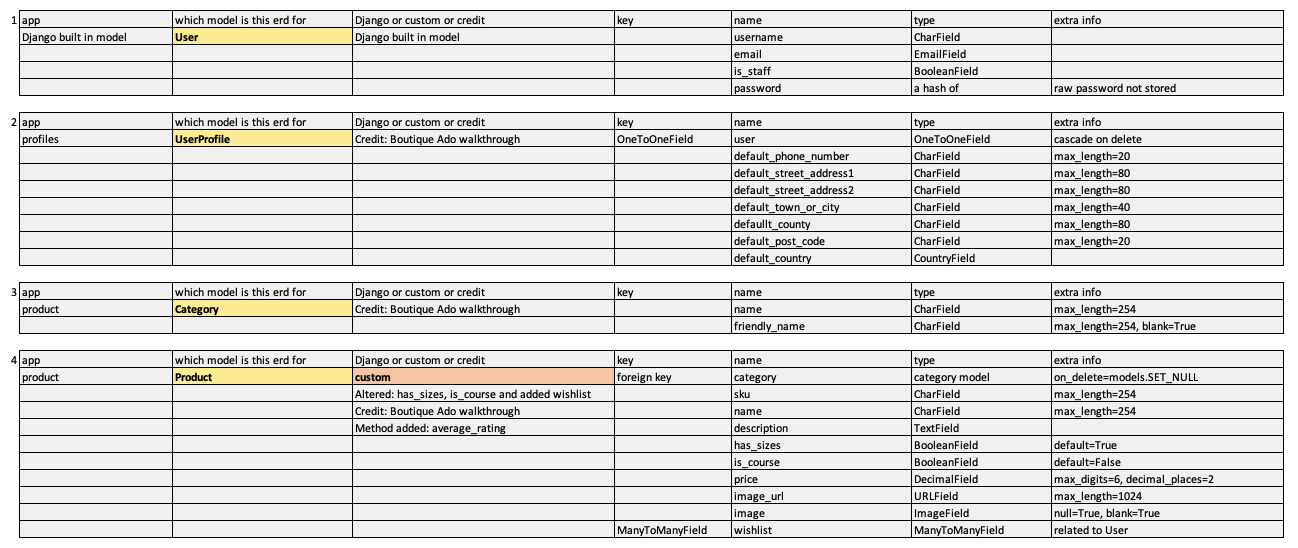 1 app which model is this erd for Django or custom or credit key name type extra info
Django built in model User Django built in model username CharField
email EmailField
is_staff BooleanField
password a hash of raw password not stored
2 app which model is this erd for Django or custom or credit key name type extra info
profiles UserProfile Credit: Boutique Ado walkthrough OneToOneField user OneToOneField cascade on delete
default_phone_number CharField max_length=20
default_street_address1 CharField max_length=80
default_street_address2 CharField max_length=80
default_town_or_city CharField max_length=40
defaullt_county CharField max_length=80
default_post_code CharField max_length=20
default_country CountryField
3 app which model is this erd for Django or custom or credit key name type extra info
product Category Credit: Boutique Ado walkthrough name CharField max_length=254
friendly_name CharField max_length=254, blank=True
4 app which model is this erd for Django or custom or credit key name type extra info
product Product custom foreign key category category model on_delete=models.SET_NULL
Altered: has_sizes, is_course and added wishlist sku CharField max_length=254
Credit: Boutique Ado walkthrough name CharField max_length=254
Method added: average_rating description TextField
has_sizes BooleanField default=True
is_course BooleanField default=False
price DecimalField max_digits=6, decimal_places=2
image_url URLField max_length=1024
image ImageField null=True, blank=True
ManyToManyField wishlist ManyToManyField related to User